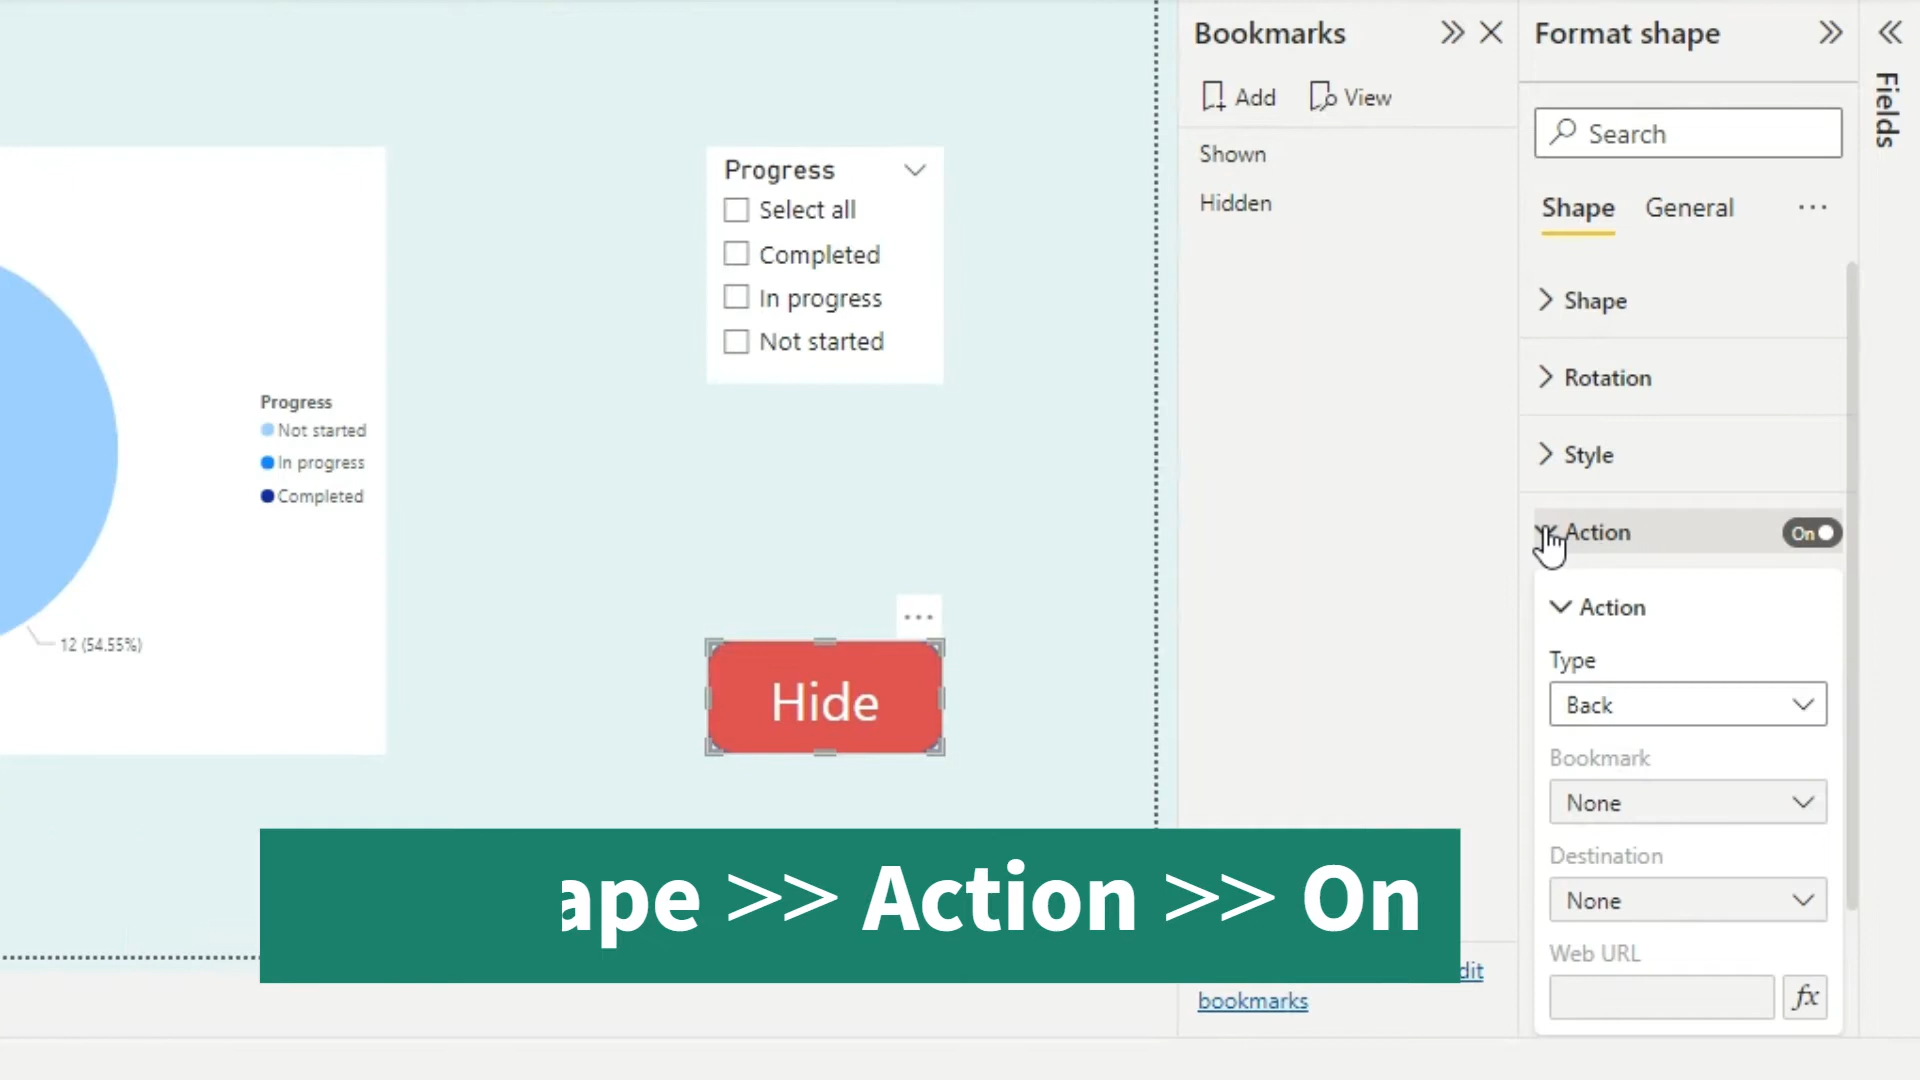 Bookmarks
Add View
Shown
Hidden
Format shape
Search
Shape General
Shape
Rotation
Style
Action On
Action
Type
Back
Bookmark
None
Destination
None
Web URL
fx
Fields
Progress
Select all
Completed
In progress
Not started
Progress
Not started
In progress
Completed
12 (54.55%)
Hide
ape >> Action >> On
dit
bookmarks